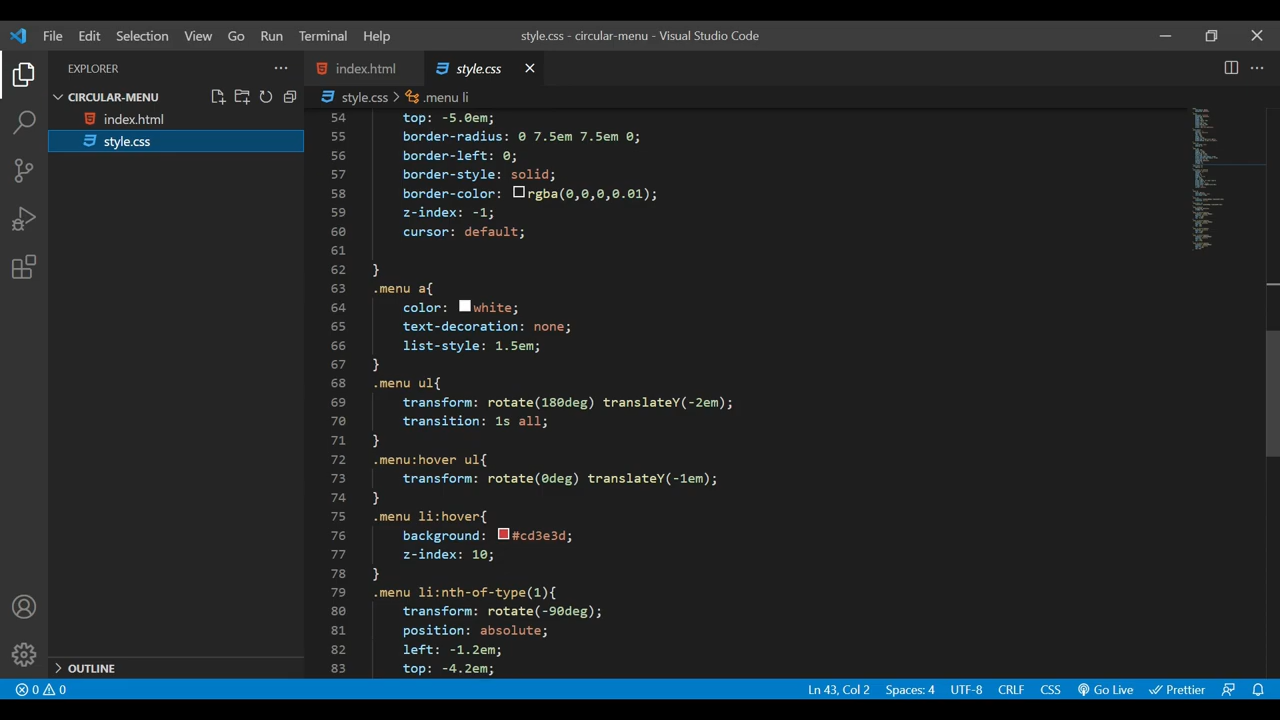 File Edit Selection View Go Run Terminal Help style.css - circular-menu - Visual Studio Code
EXPLORER
index.html style.css
CIRCULAR-MENU
style.css .menu li
index.html
style.css
54 top: -5.0em;
55 border-radius: 0 7.5em 7.5em 0;
56 border-left: 0;
57 border-style: solid;
58 border-color: rgba(0,0,0,0.01);
59 z-index: -1;
60 cursor: default;
61
62 }
63 .menu a{
64 color: white;
65 text-decoration: none;
66 list-style: 1.5em;
67 }
68 .menu ul{
69 transform: rotate(180deg) translateY(-2em);
70 transition: 1s all;
71 }
72 .menu:hover ul{
73 transform: rotate(0deg) translateY(-1em);
74 }
75 .menu li:hover{
76 background: #cd3e3d;
77 z-index: 10;
78 }
79 .menu li:nth-of-type(1){
80 transform: rotate(-90deg);
81 position: absolute;
82 left: -1.2em;
83 top: -4.2em;
OUTLINE
0 0 Ln 43, Col 2 Spaces: 4 UTF-8 CRLF CSS Go Live Prettier